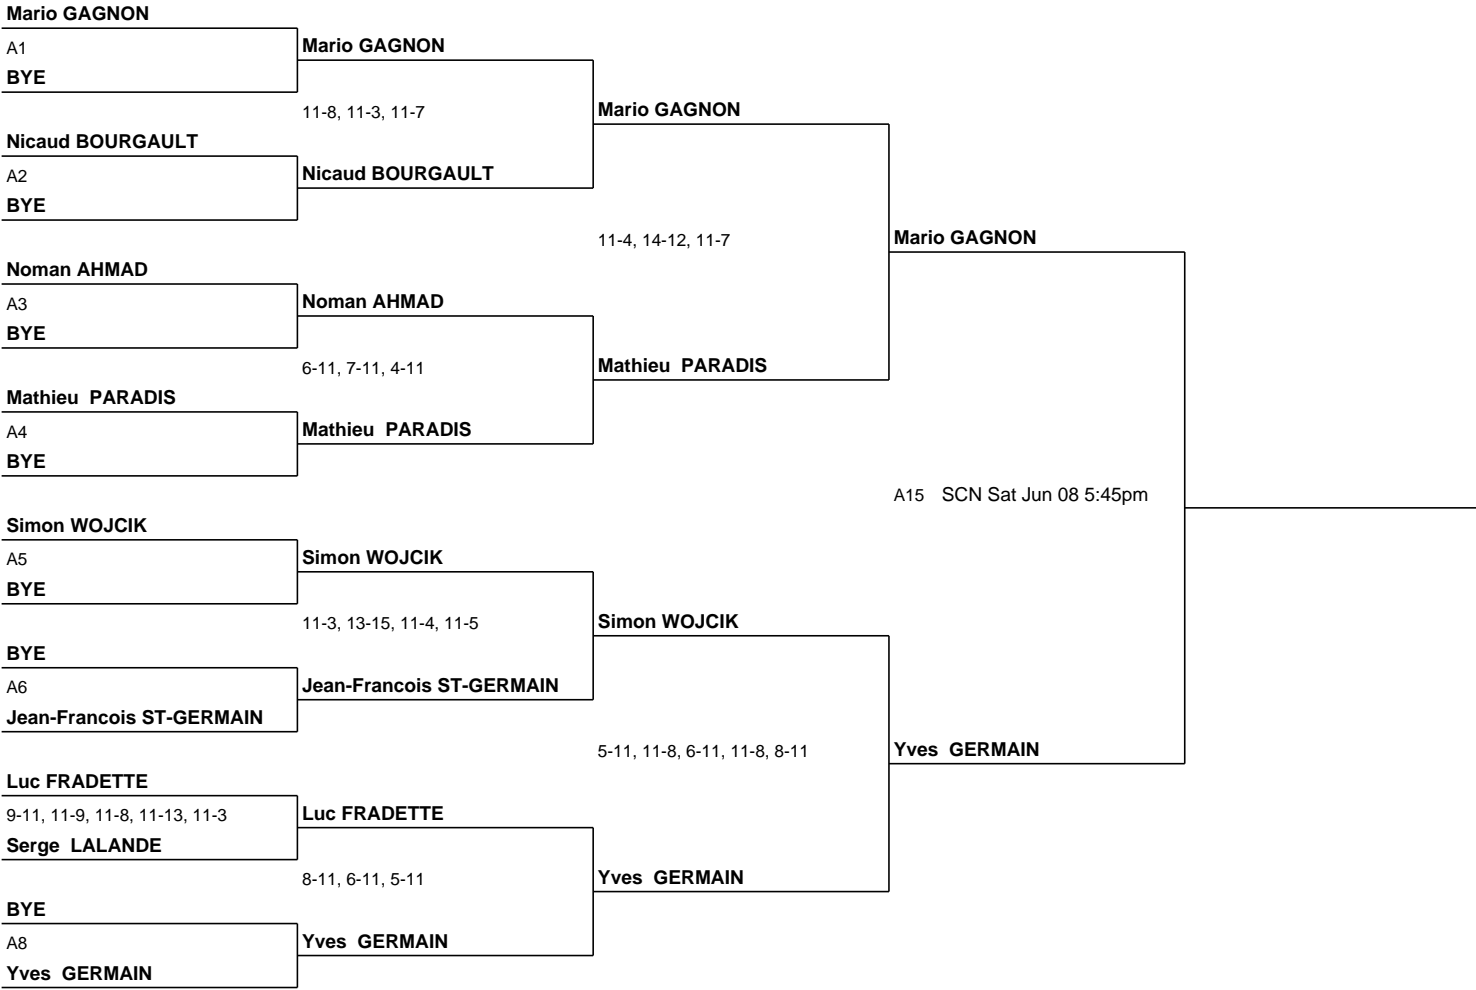 Mario GAGNON
A1
BYE
Mario GAGNON
11-8, 11-3, 11-7
Mario GAGNON
Nicaud BOURGAULT
A2
BYE
Nicaud BOURGAULT
11-4, 14-12, 11-7
Mario GAGNON
Noman AHMAD
A3
BYE
Noman AHMAD
6-11, 7-11, 4-11
Mathieu PARADIS
Mathieu PARADIS
A4
BYE
Mathieu PARADIS
A15 SCN Sat Jun 08 5:45pm
Simon WOJCIK
A5
BYE
Simon WOJCIK
11-3, 13-15, 11-4, 11-5
Simon WOJCIK
BYE
A6
Jean-Francois ST-GERMAIN
Jean-Francois ST-GERMAIN
5-11, 11-8, 6-11, 11-8, 8-11
Yves GERMAIN
Luc FRADETTE
9-11, 11-9, 11-8, 11-13, 11-3
Serge LALANDE
Luc FRADETTE
8-11, 6-11, 5-11
Yves GERMAIN
BYE
A8
Yves GERMAIN
Yves GERMAIN